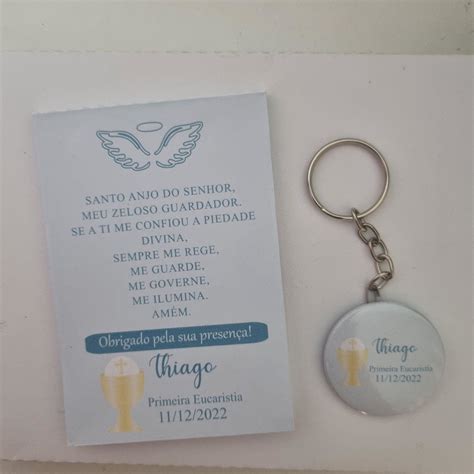 SANTO ANJO DO SENHOR,
MEU ZELOSO GUARDADOR.
SE A TI ME CONFIOU A PIEDADE
DIVINA,
SEMPRE ME REGE,
ME GUARDE,
ME GOVERNE,
ME ILUMINA.
AMÉM.
Obrigado pela sua presença!
Thiago
Primeira Eucaristia
11/12/2022
Thiago
Primeira Eucaristia
11/12/2022